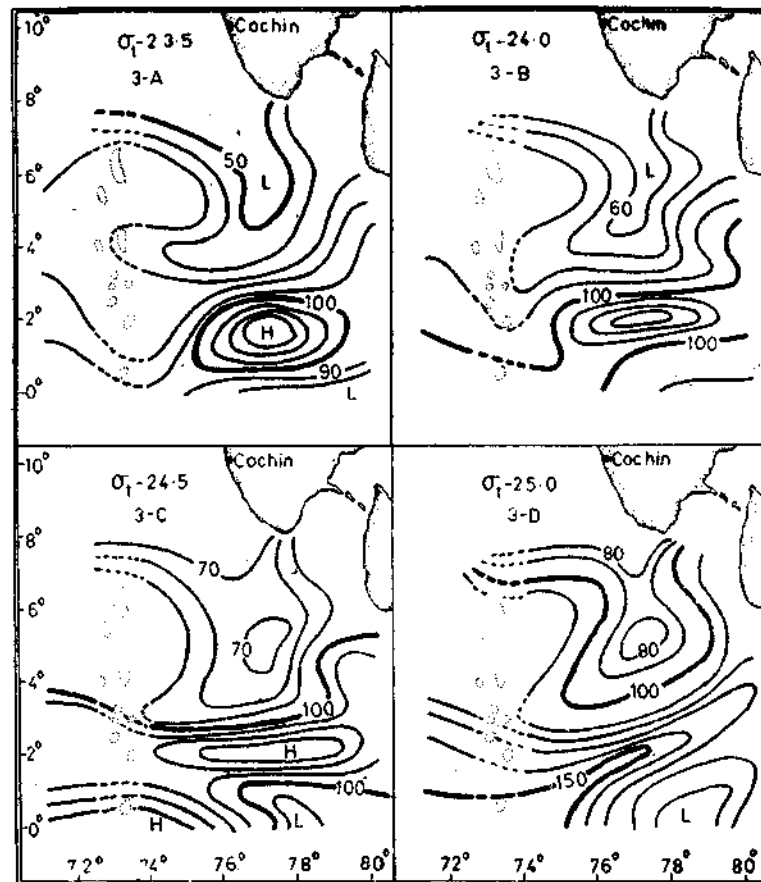 10°
8°
6°
4°
2°
0°
σt-23.5
3-A
Cochin
50
L
100
H
90
L
σt-24.0
3-B
Cochin
L
60
100
100
10°
8°
6°
4°
2°
0°
σt-24.5
3-C
Cochin
70
70
100
H
100
H
L
72°
74°
76°
78°
80°
σt-25.0
3-D
Cochin
80
80
100
150
L
72°
74°
76°
78°
80°